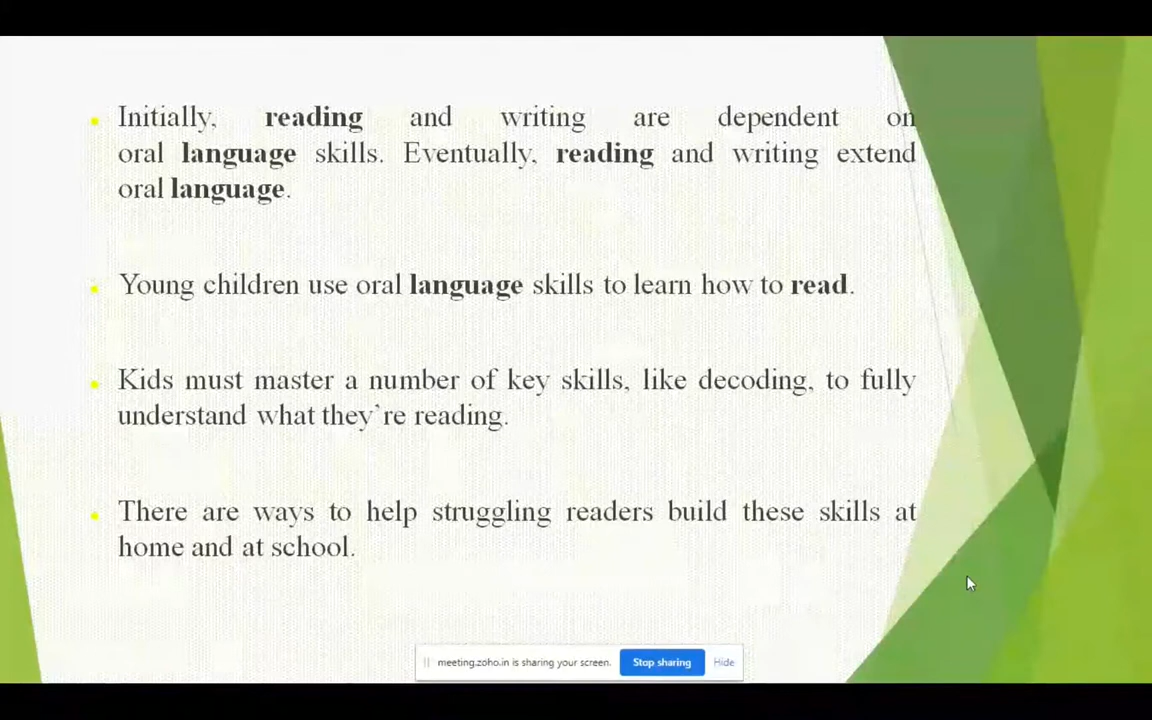 Initially, reading and writing are dependent on
oral language skills. Eventually, reading and writing extend
oral language.
Young children use oral language skills to learn how to read.
Kids must master a number of key skills, like decoding, to fully
understand what they`re reading.
There are ways to help struggling readers build these skills at
home and at school.
meeting.zoho.in is sharing your screen. Stop sharing Hide